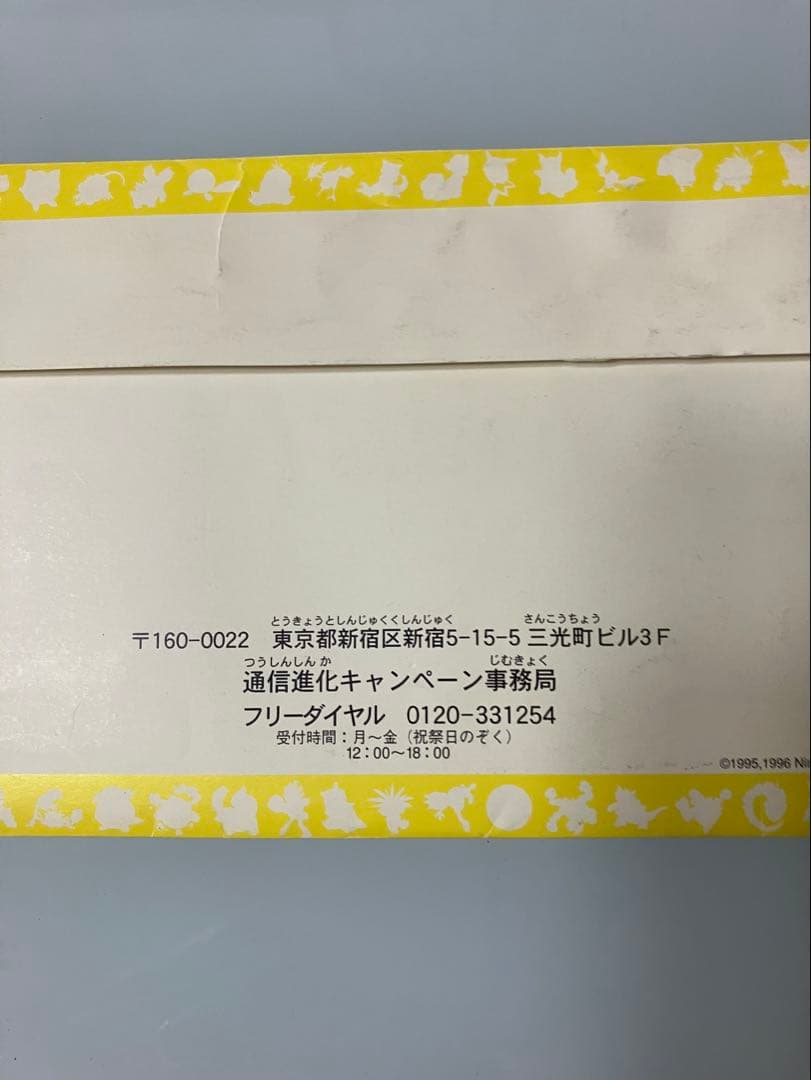 とうきょうとしんじゅくくしんじゅく さんこうちょう
〒160-0022 東京都新宿区新宿5-15-5 三光町ビル3F
つうしんしんか じむきょく
通信進化キャンペーン事務局
フリーダイヤル 0120-331254
受付時間:月〜金(祝祭日のぞく)
12:00〜18:00
©1995,1996